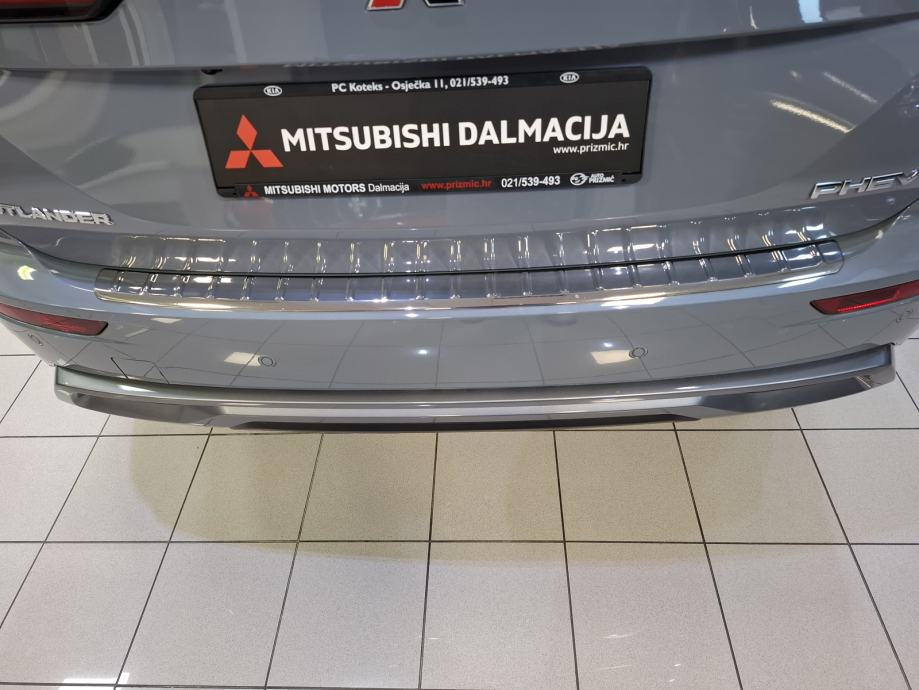 KIA PC Koteks - Osječka 11, 021/539-493 KIA
MITSUBISHI DALMACIJA
www.prizmic.hr
MITSUBISHI MOTORS Dalmacija www.prizmic.hr 021/539-493 AUTO PRIZMIĆ
UTLANDER
PHEV